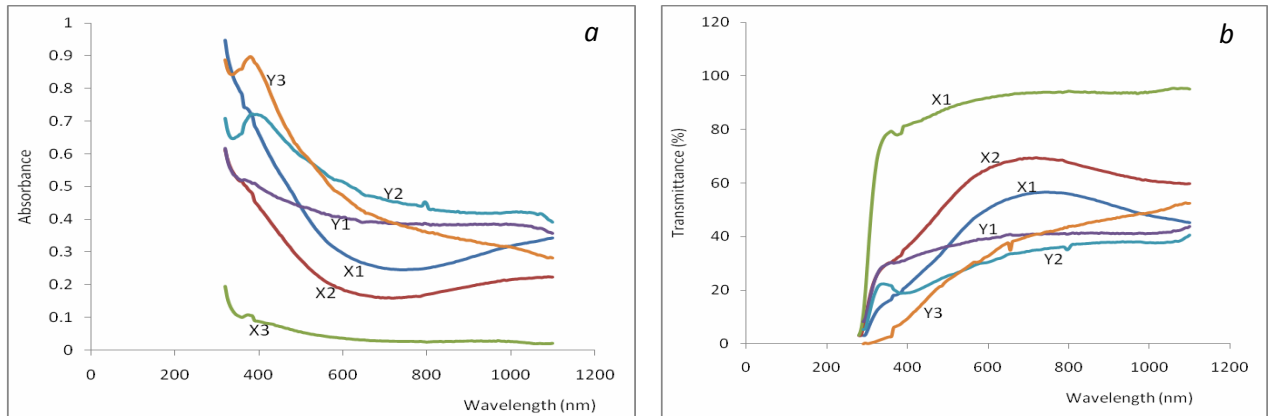 a
Absorbance
1
0.9
0.8
0.7
0.6
0.5
0.4
0.3
0.2
0.1
0
Y3
Y2
Y1
X1
X2
X3
0 200 400 600 800 1000 1200
Wavelength (nm)
b
Transmittance (%)
120
100
80
60
40
20
0
X1
X2
X1
Y1
Y2
Y3
0 200 400 600 800 1000 1200
Wavelength (nm)